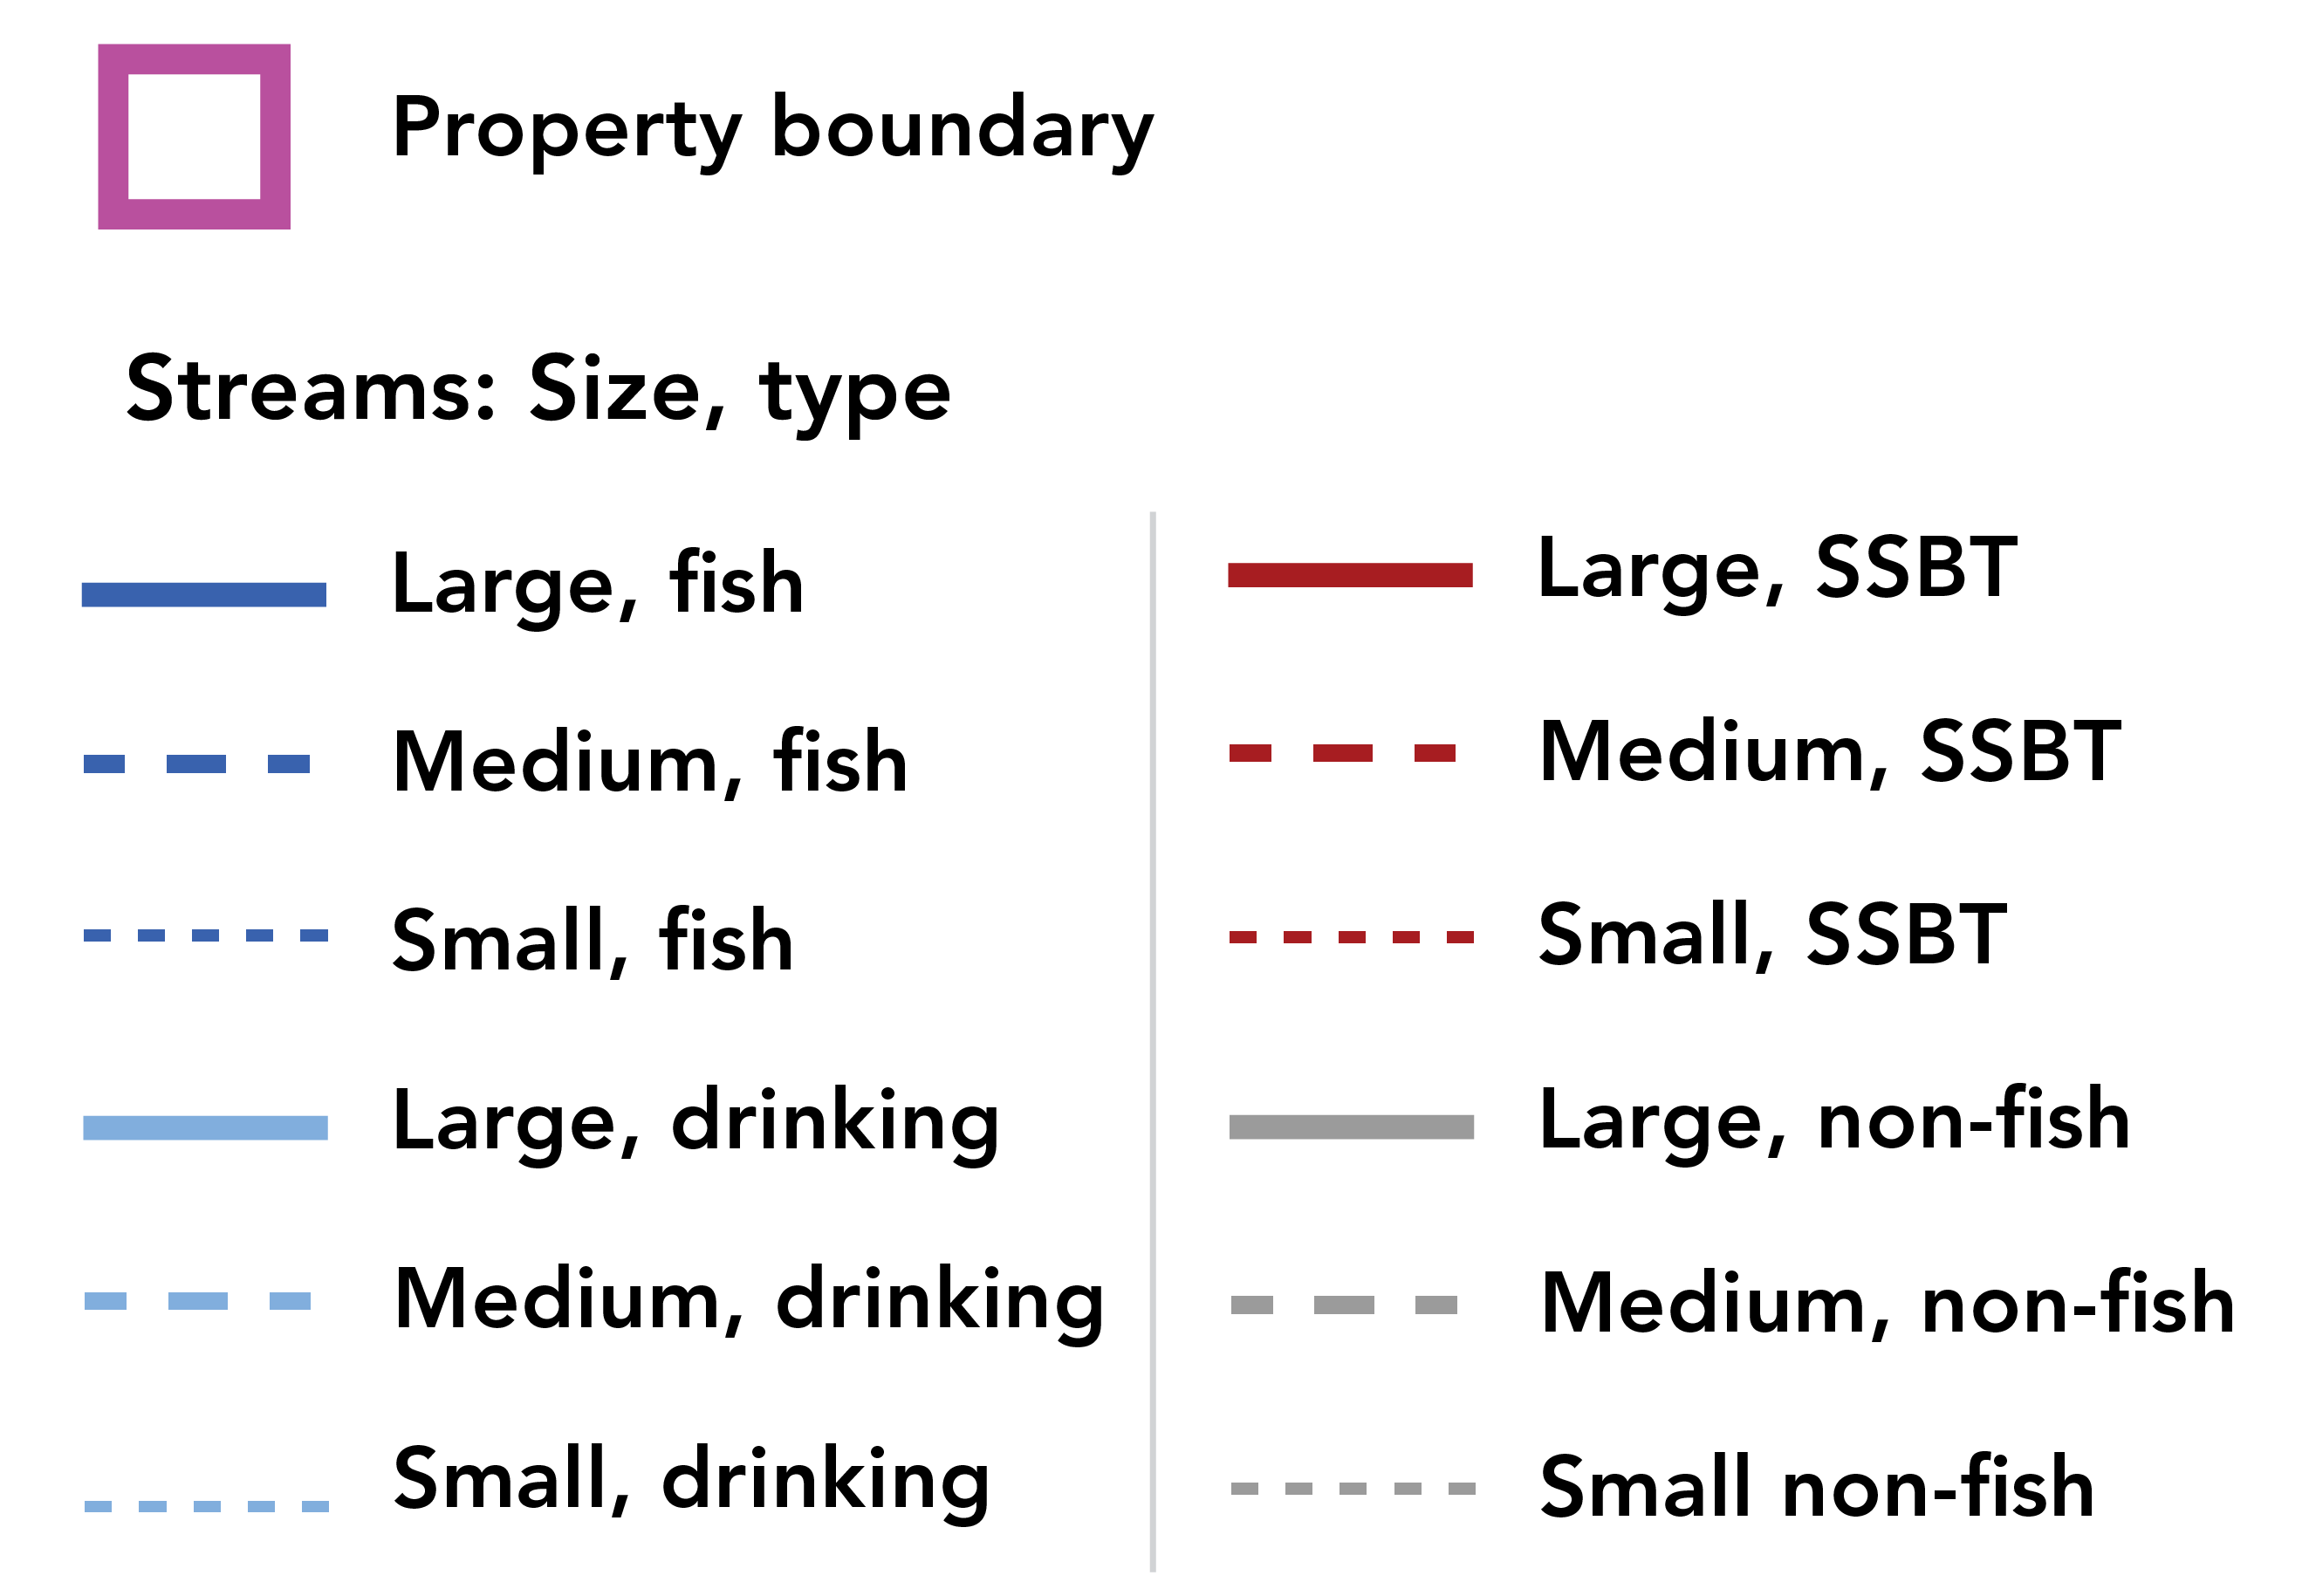 Property boundary
Streams: Size, type
Large, fish
Medium, fish
Small, fish
Large, drinking
Medium, drinking
Small, drinking
Large, SSBT
Medium, SSBT
Small, SSBT
Large, non-fish
Medium, non-fish
Small non-fish